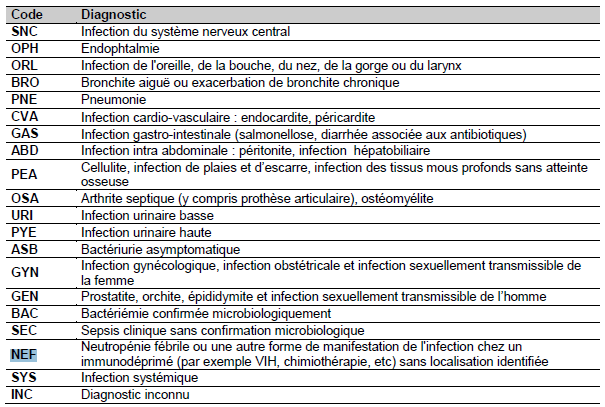 Code Diagnostic
SNC Infection du système nerveux central
OPH Endophtalmie
ORL Infection de l'oreille, de la bouche, du nez, de la gorge ou du larynx
BRO Bronchite aiguë ou exacerbation de bronchite chronique
PNE Pneumonie
CVA Infection cardio-vasculaire : endocardite, péricardite
GAS Infection gastro-intestinale (salmonellose, diarrhée associée aux antibiotiques)
ABD Infection intra abdominale : péritonite, infection hépatobiliaire
PEA Cellulite, infection de plaies et d'escarre, infection des tissus mous profonds sans atteinte
osseuse
OSA Arthrite septique (y compris prothèse articulaire), ostéomyélite
URI Infection urinaire basse
PYE Infection urinaire haute
ASB Bactériurie asymptomatique
GYN Infection gynécologique, infection obstétricale et infection sexuellement transmissible de
la femme
GEN Prostatite, orchite, épididymite et infection sexuellement transmissible de l'homme
BAC Bactériémie confirmée microbiologiquement
SEC Sepsis clinique sans confirmation microbiologique
NEF Neutropénie fébrile ou une autre forme de manifestation de l'infection chez un
immunodéprimé (par exemple VIH, chimiothérapie, etc) sans localisation identifiée
SYS Infection systémique
INC Diagnostic inconnu